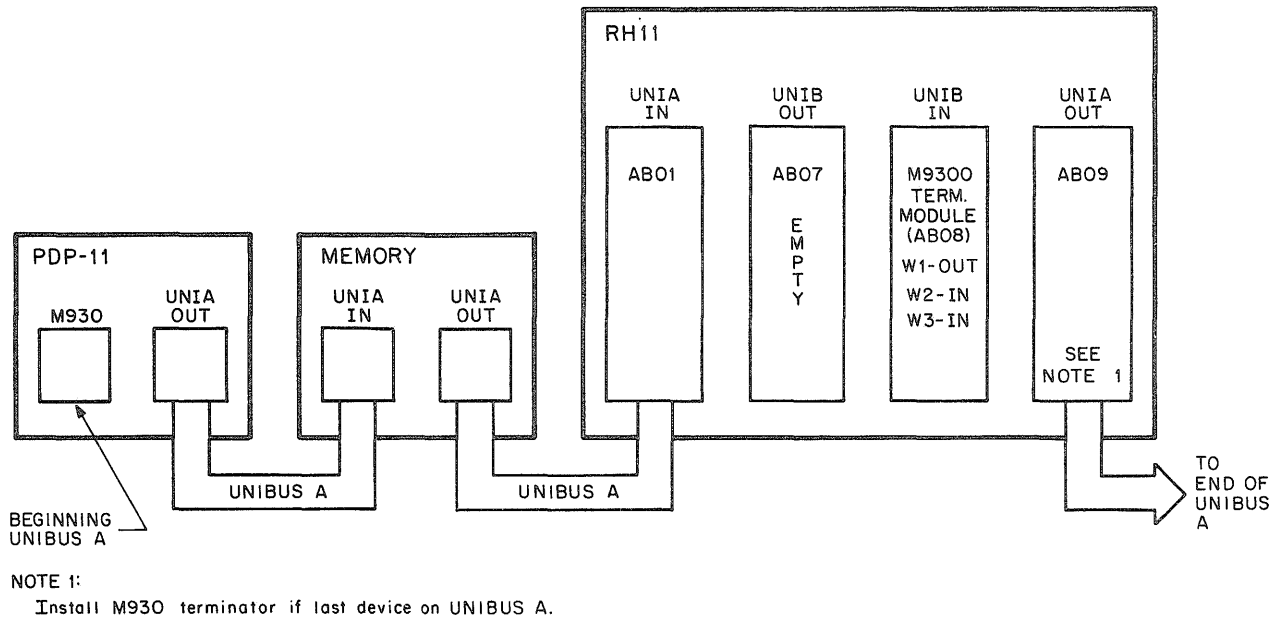 RH11
UNIA
IN
UNIB
OUT
UNIB
IN
UNIA
OUT
AB01
AB07
EMPTY
M9300
TERM.
MODULE
(AB08)
W1-OUT
W2-IN
W3-IN
AB09
SEE
NOTE 1
PDP-11
M930
UNIA
OUT
MEMORY
UNIA
IN
UNIA
OUT
UNIBUS A
UNIBUS A
TO
END OF
UNIBUS
A
BEGINNING
UNIBUS A
NOTE 1:
Install M930 terminator if last device on UNIBUS A.